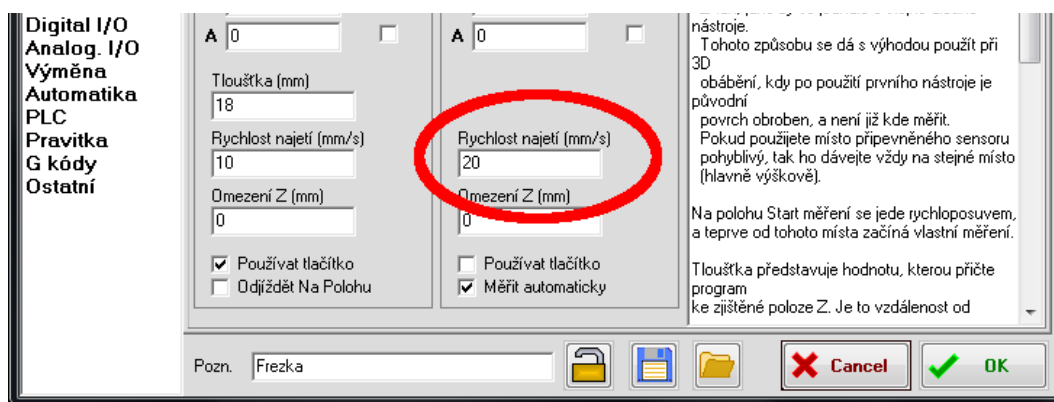 Digital I/O
Analog. I/O
Výměna
Automatika
PLC
Pravitka
G kódy
Ostatní
A 0
Tloušťka (mm)
18
Rychlost najetí (mm/s)
10
Omezení Z (mm)
0
Používat tlačítko
Odjíždět Na Polohu
A 0
Rychlost najetí (mm/s)
20
Omezení Z (mm)
0
Používat tlačítko
Měřit automaticky
nástroje.
Tohoto způsobu se dá s výhodou použít při
3D
obábění, kdy po použití prvního nástroje je
původní
povrch obroben, a není již kde měřit.
Pokud použijete místo připevněného sensoru
pohyblivý, tak ho dávejte vždy na stejné místo
(hlavně výškově).
Na polohu Start měření se jede rychloposuvem,
a teprve od tohoto místa začíná vlastní měření.
Tloušťka představuje hodnotu, kterou přičte
program
ke zjištěné poloze Z. Je to vzdálenost od
Pozn. Frezka
Cancel
OK